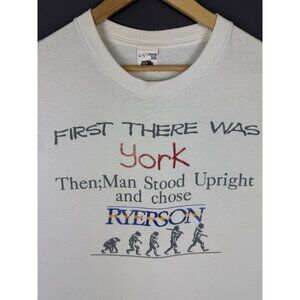 FIRST THERE WAS
York
Then;Man Stood Upright
and chose
RYERSON